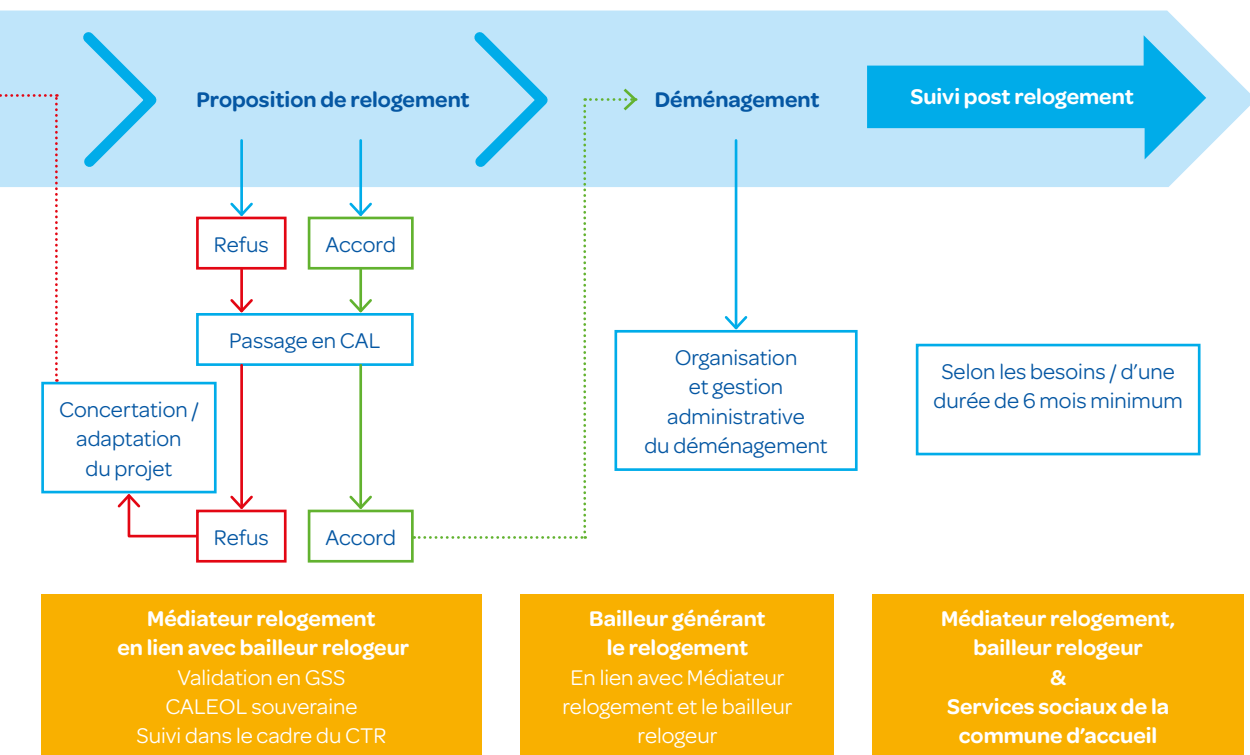 Proposition de relogement
Déménagement
Suivi post relogement
Refus
Accord
Passage en CAL
Concertation /
adaptation
du projet
Refus
Accord
Organisation
et gestion
administrative
du déménagement
Selon les besoins / d'une
durée de 6 mois minimum
Médiateur relogement
en lien avec bailleur relogeur
Validation en GSS
CALEOL souveraine
Suivi dans le cadre du CTR
Bailleur générant
le relogement
En lien avec Médiateur
relogement et le bailleur
relogeur
Médiateur relogement,
bailleur relogeur
&
Services sociaux de la
commune d'accueil